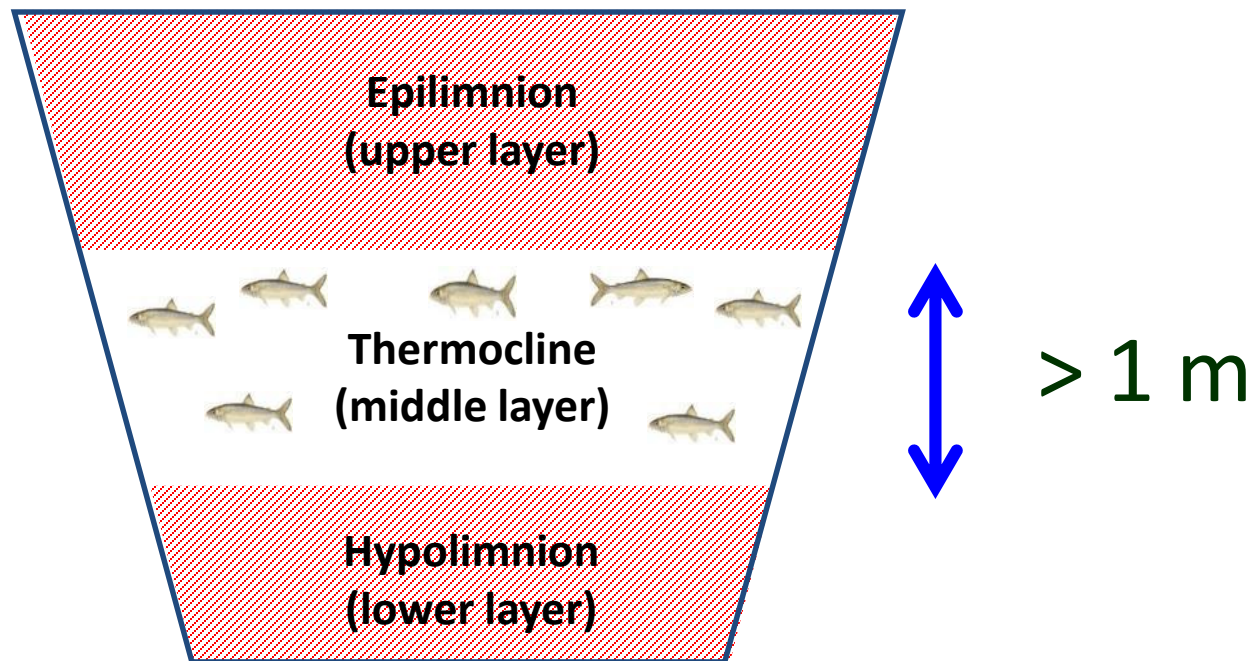 Epilimnion
(upper layer)
Thermocline
(middle layer)
> 1 m
Hypolimnion
(lower layer)